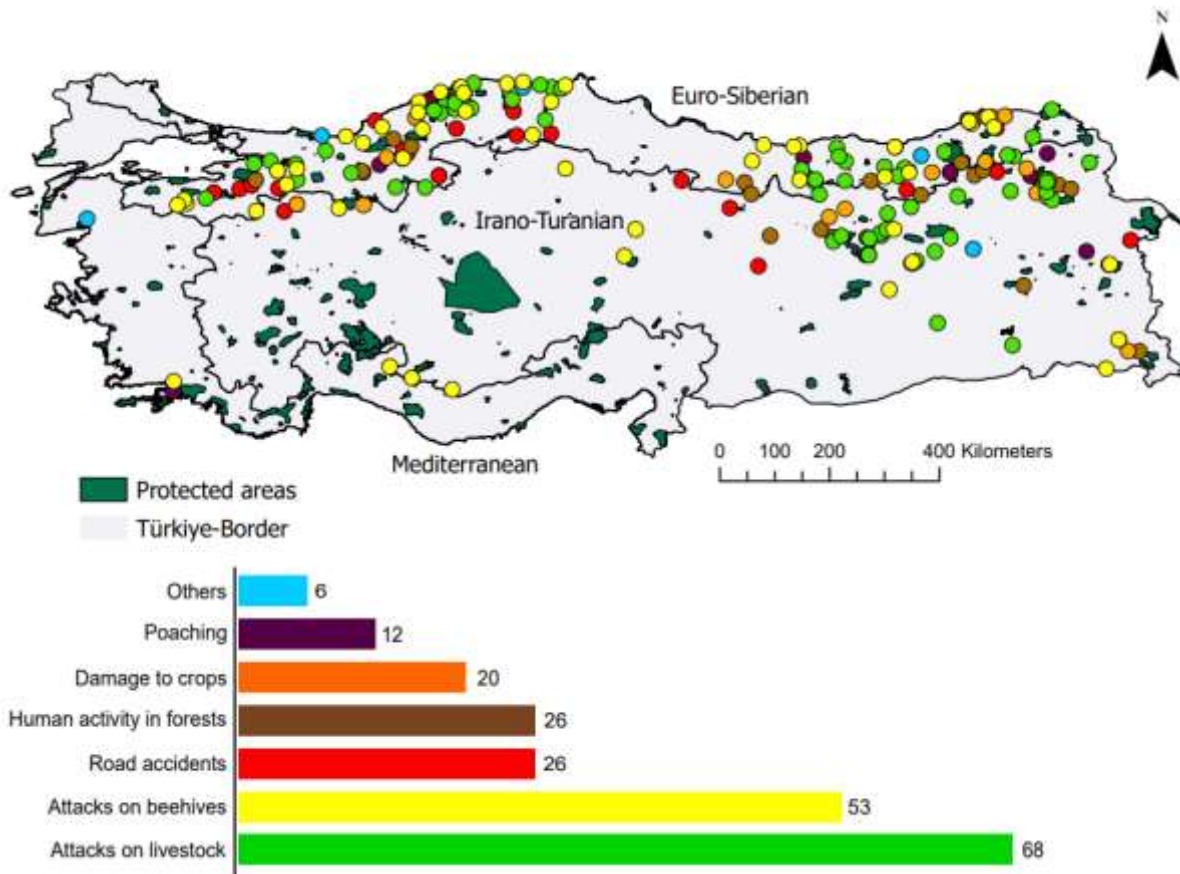 N
Euro-Siberian
Irano-Turanian
Mediterranean
0 100 200 400 Kilometers
Protected areas
Türkiye-Border
Others 6
Poaching 12
Damage to crops 20
Human activity in forests 26
Road accidents 26
Attacks on beehives 53
Attacks on livestock 68